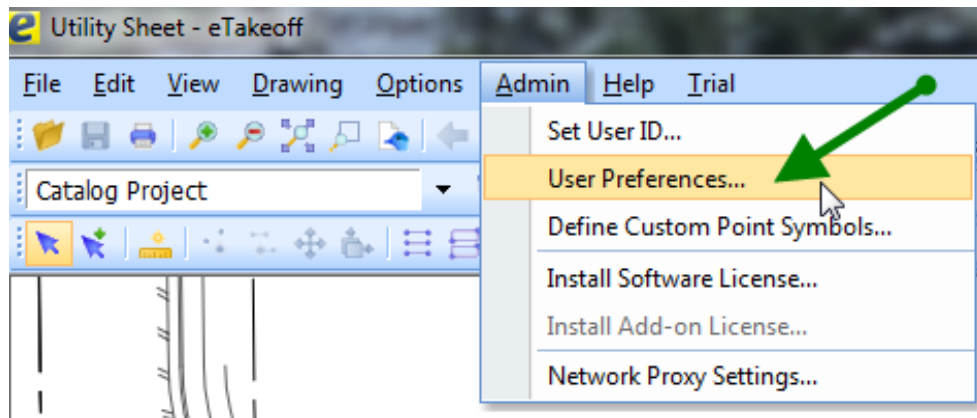 Utility Sheet - eTakeoff
File Edit View Drawing Options Admin Help Trial
Set User ID...
User Preferences...
Catalog Project
Define Custom Point Symbols...
Install Software License...
Install Add-on License...
Network Proxy Settings...